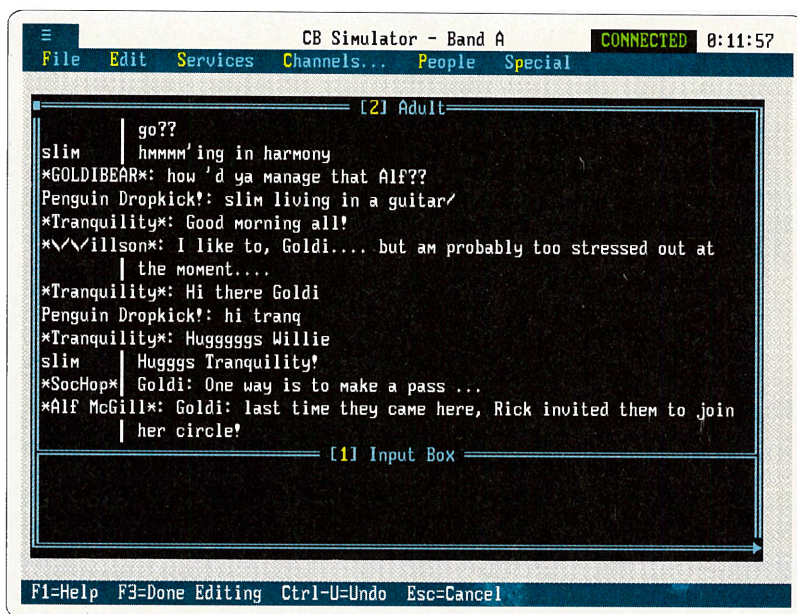 ≡ CB Simulator - Band A CONNECTED 0:11:57
File Edit Services Channels... People Special
[2] Adult
go??
slim hmmmm'ing in harmony
*GOLDIBEAR*: how 'd ya manage that Alf??
Penguin Dropkick!: slim living in a guitar/
*Tranquility*: Good morning all!
*\/\/illson*: I like to, Goldi.... but am probably too stressed out at
the moment....
*Tranquility*: Hi there Goldi
Penguin Dropkick!: hi tranq
*Tranquility*: Hugggggs Willie
slim Hugggs Tranquility!
*SocHop* Goldi: One way is to make a pass ...
*Alf McGill*: Goldi: last time they came here, Rick invited them to join
her circle!
[1] Input Box
F1=Help F3=Done Editing Ctrl-U=Undo Esc=Cancel